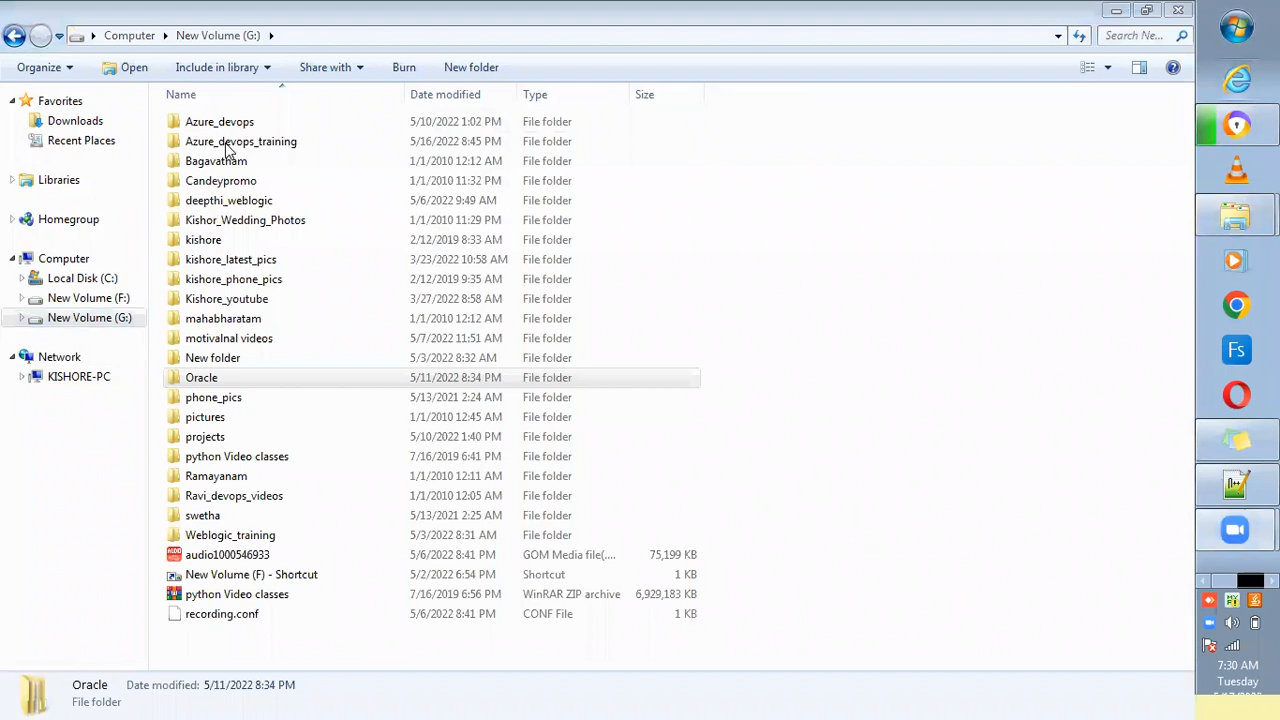 Computer
New Volume (G:)
Search Ne...
Organize
Open
Include in library
Share with
Burn
New folder
Name Date modified Type Size
Favorites
Downloads
Recent Places
Libraries
Homegroup
Computer
Local Disk (C:)
New Volume (F:)
New Volume (G:)
Network
KISHORE-PC
Azure_devops 5/10/2022 1:02 PM File folder
Azure_devops_training 5/16/2022 8:45 PM File folder
Bagavatham 1/1/2010 12:12 AM File folder
Candeypromo 1/1/2010 11:32 PM File folder
deepthi_weblogic 5/6/2022 9:49 AM File folder
Kishor_Wedding_Photos 1/1/2010 11:29 PM File folder
kishore 2/12/2019 8:33 AM File folder
kishore_latest_pics 3/23/2022 10:58 AM File folder
kishore_phone_pics 2/12/2019 9:35 AM File folder
Kishore_youtube 3/27/2022 8:58 AM File folder
mahabharatam 1/1/2010 12:12 AM File folder
motivalnal videos 5/7/2022 11:51 AM File folder
New folder 5/3/2022 8:32 AM File folder
Oracle 5/11/2022 8:34 PM File folder
phone_pics 5/13/2021 2:24 AM File folder
pictures 1/1/2010 12:45 AM File folder
projects 5/10/2022 1:40 PM File folder
python Video classes 7/16/2019 6:41 PM File folder
Ramayanam 1/1/2010 12:11 AM File folder
Ravi_devops_videos 1/1/2010 12:05 AM File folder
swetha 5/13/2021 2:25 AM File folder
Weblogic_training 5/3/2022 8:31 AM File folder
audio1000546933 5/6/2022 8:41 PM GOM Media file(.... 75,199 KB
New Volume (F) - Shortcut 5/2/2022 6:54 PM Shortcut 1 KB
python Video classes 7/16/2019 6:56 PM WinRAR ZIP archive 6,929,183 KB
recording.conf 5/6/2022 8:41 PM CONF File 1 KB
Oracle Date modified: 5/11/2022 8:34 PM
File folder
Fs
7:30 AM
Tuesday